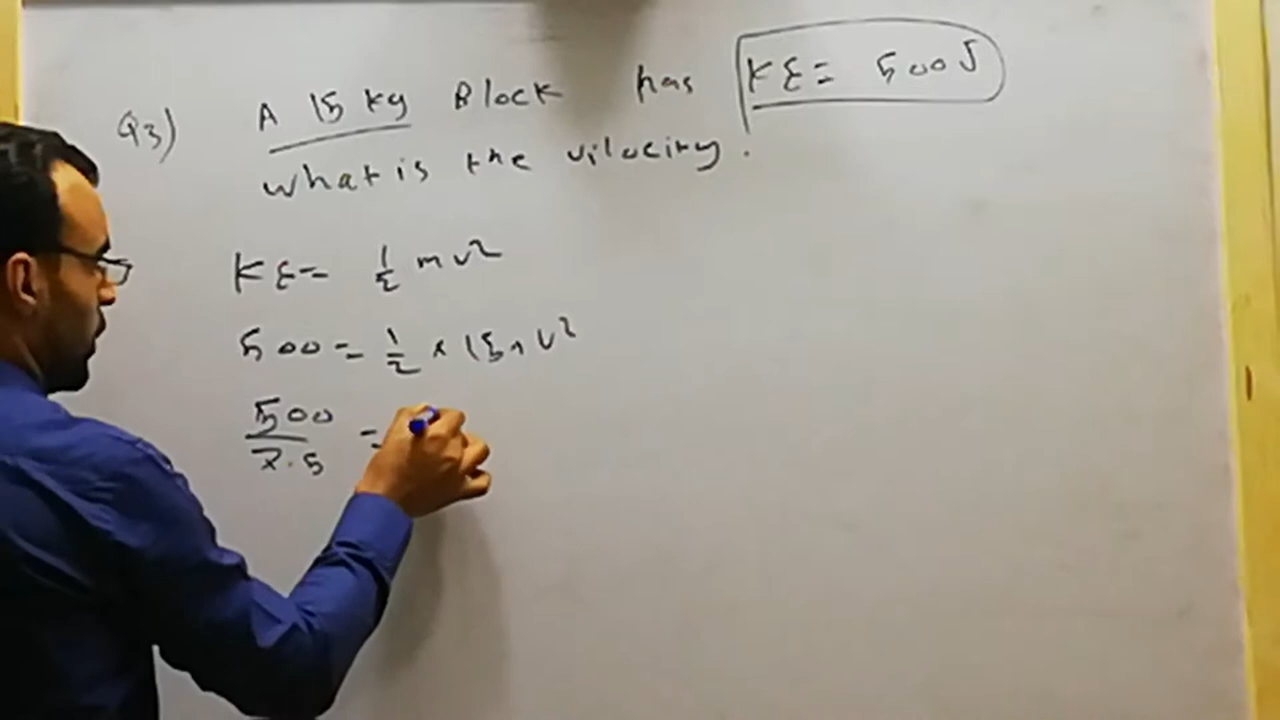 Q3) A 15 kg Block has KE = 500 J
what is the vilocity.
KE = 1/2 m v²
500 = 1/2 × 15 × v²
500/7.5 =